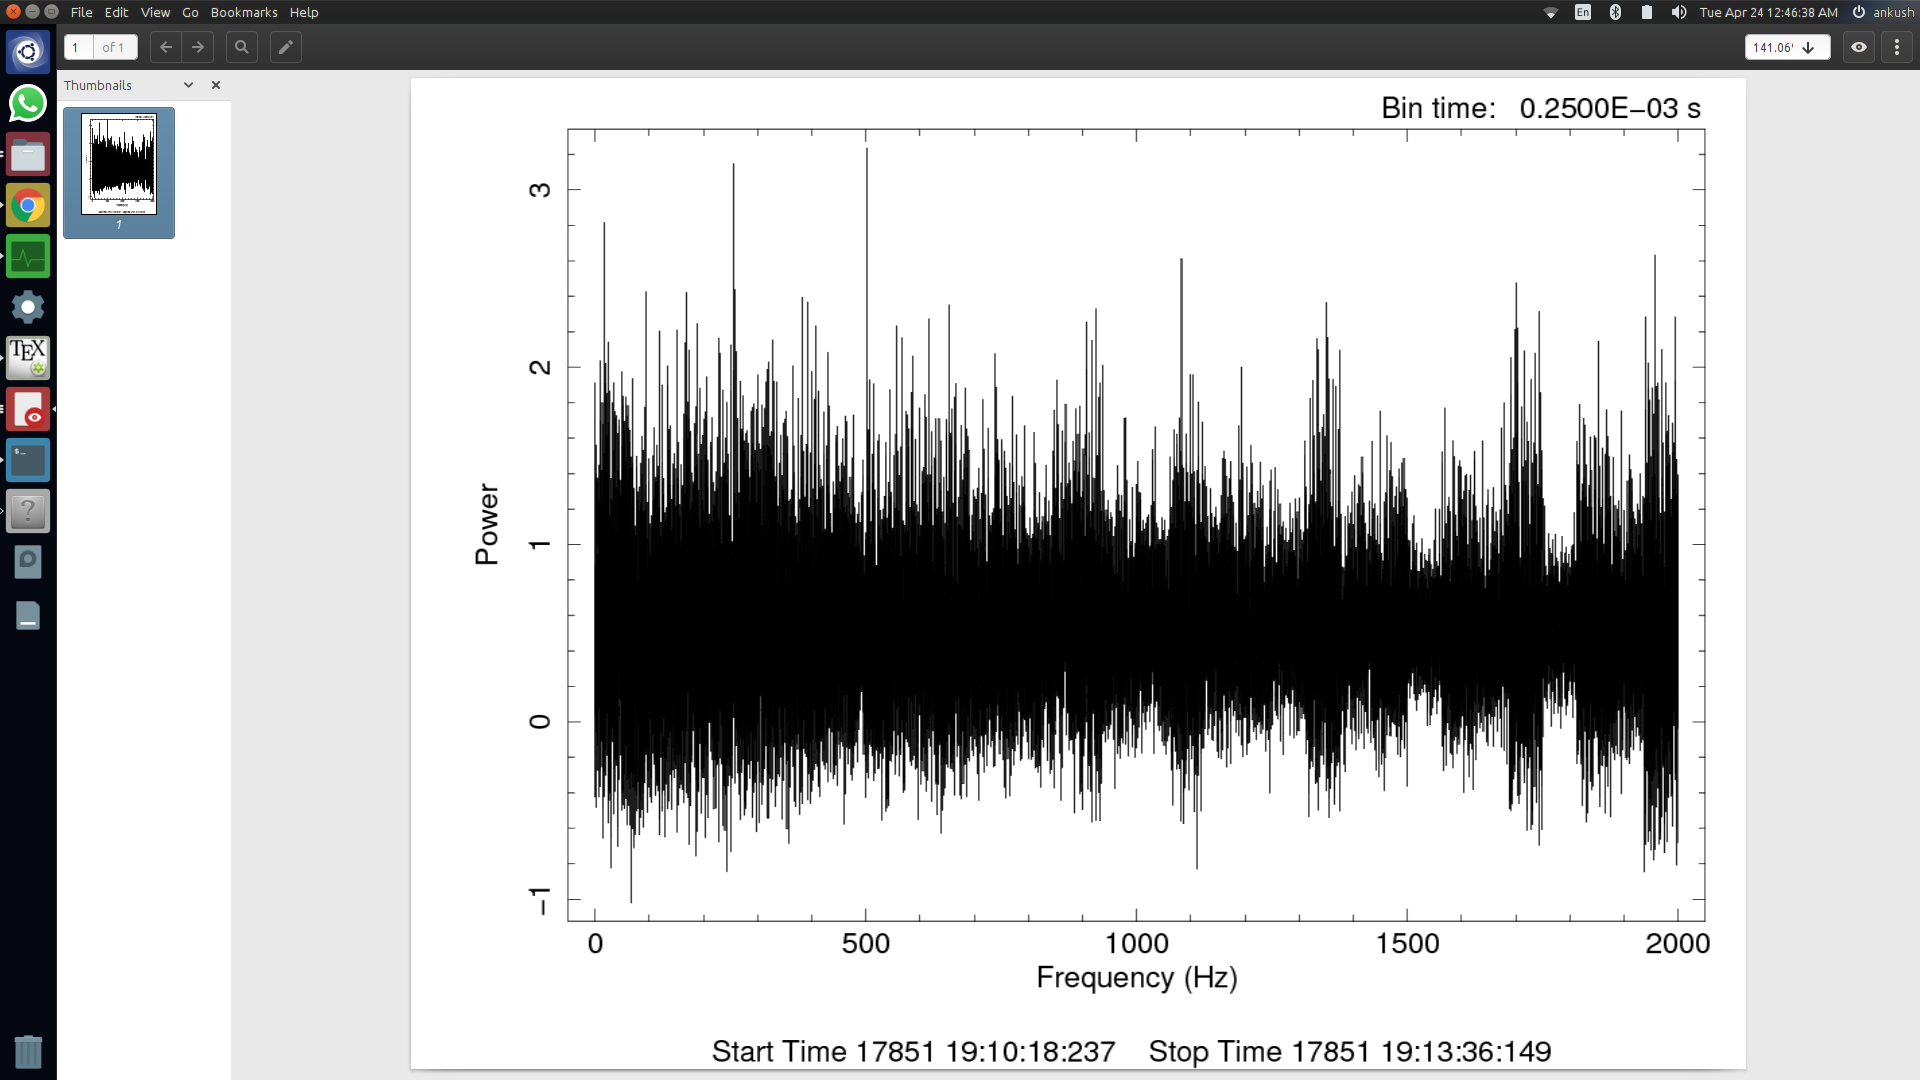 File Edit View Go Bookmarks Help
En
Tue Apr 24 12:46:38 AM
ankush
1 of 1
141.06
Thumbnails
1
TEX
$_
?
Bin time: 0.2500E−03 s
3
2
1
0
−1
Power
0 500 1000 1500 2000
Frequency (Hz)
Start Time 17851 19:10:18:237 Stop Time 17851 19:13:36:149